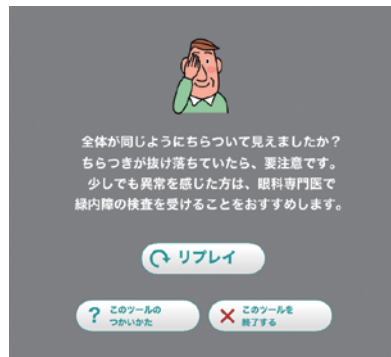 全体が同じようにちらついて見えましたか？
ちらつきが抜け落ちていたら、要注意です。
少しでも異常を感じた方は、眼科専門医で
緑内障の検査を受けることをおすすめします。
リプレイ
? このツールの
つかいかた
このツールを
終了する